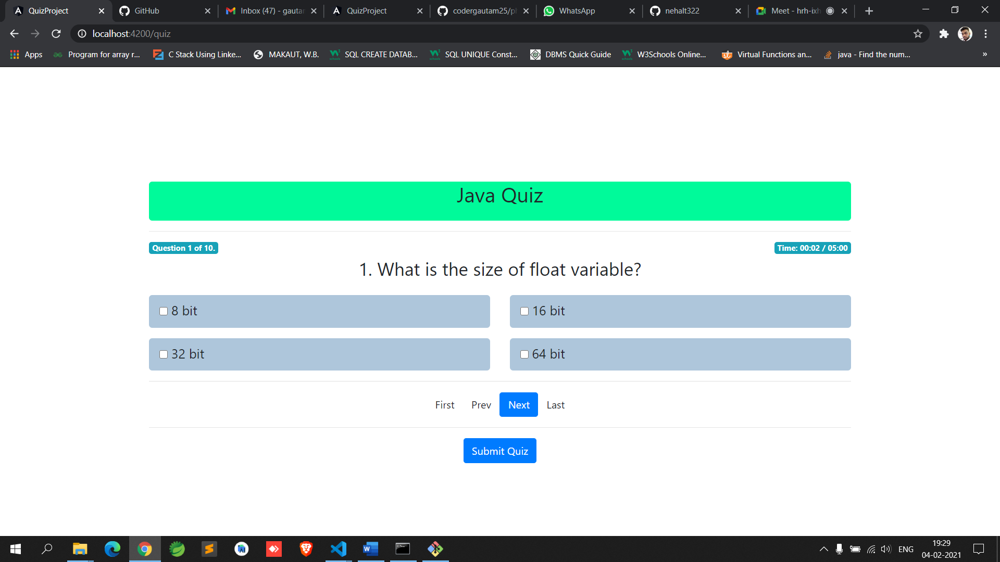 QuizProject
GitHub
Inbox (47) - gautar
QuizProject
codergautam25/pl
WhatsApp
nehalt322
Meet - hrh-ixh
localhost:4200/quiz
Apps
Program for array r...
C Stack Using Linke...
MAKAUT, W.B.
SQL CREATE DATAB...
SQL UNIQUE Const...
DBMS Quick Guide
W3Schools Online...
Virtual Functions an...
java - Find the num...
»
Java Quiz
Question 1 of 10.
Time: 00:02 / 05:00
1. What is the size of float variable?
8 bit
16 bit
32 bit
64 bit
First
Prev
Next
Last
Submit Quiz
ENG
19:29
04-02-2021